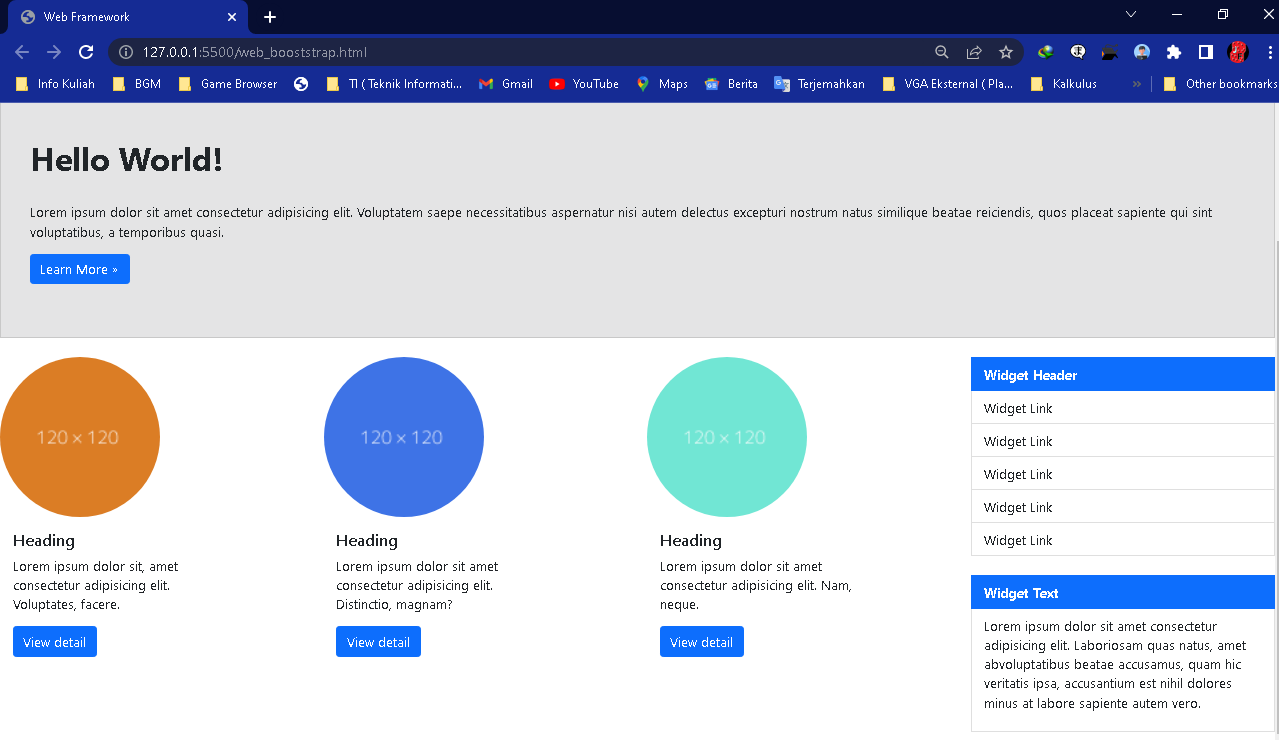 Web Framework
127.0.0.1:5500/web_booststrap.html
Info Kuliah
BGM
Game Browser
TI ( Teknik Informati...
Gmail
YouTube
Maps
Berita
Terjemahkan
VGA Eksternal ( Pla...
Kalkulus
»
Other bookmarks
Hello World!
Lorem ipsum dolor sit amet consectetur adipisicing elit. Voluptatem saepe necessitatibus aspernatur nisi autem delectus excepturi nostrum natus similique beatae reiciendis, quos placeat sapiente qui sint
voluptatibus, a temporibus quasi.
Learn More »
120 × 120
Heading
Lorem ipsum dolor sit, amet
consectetur adipisicing elit.
Voluptates, facere.
View detail
120 × 120
Heading
Lorem ipsum dolor sit amet
consectetur adipisicing elit.
Distinctio, magnam?
View detail
120 × 120
Heading
Lorem ipsum dolor sit amet
consectetur adipisicing elit. Nam,
neque.
View detail
Widget Header
Widget Link
Widget Link
Widget Link
Widget Link
Widget Link
Widget Text
Lorem ipsum dolor sit amet consectetur
adipisicing elit. Laboriosam quas natus, amet
abvoluptatibus beatae accusamus, quam hic
veritatis ipsa, accusantium est nihil dolores
minus at labore sapiente autem vero.